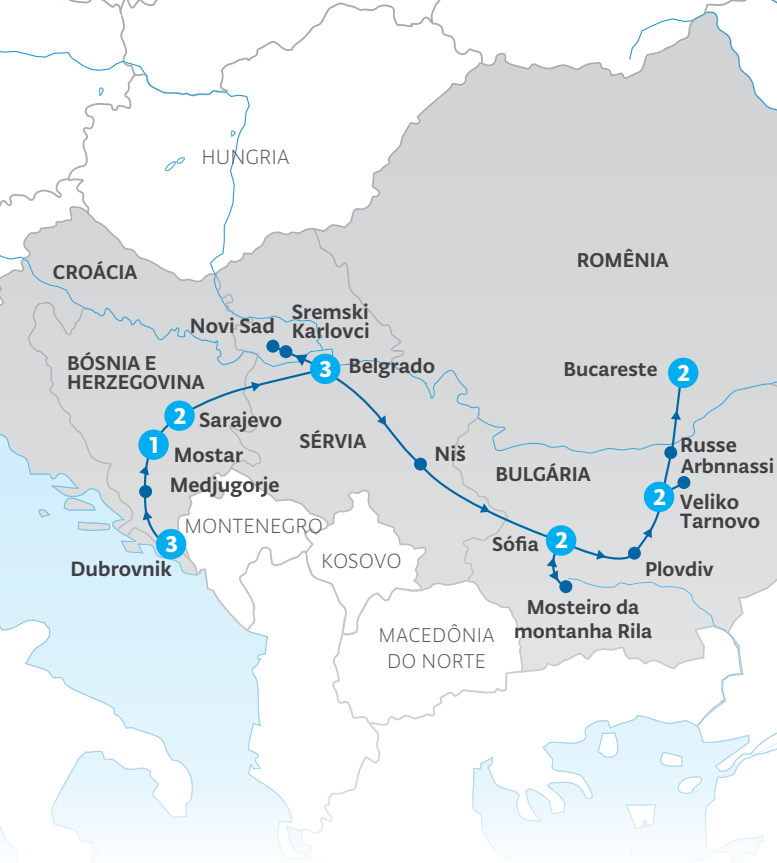 HUNGRIA
ROMÊNIA
CROÁCIA
Sremski
Karlovci
Novi Sad
BÓSNIA E
HERZEGOVINA
3
Belgrado
Bucareste
2
2
Sarajevo
1
Mostar
SÉRVIA
Niš
Russe
Arbnnassi
BULGÁRIA
Medjugorje
2
Veliko
Tarnovo
MONTENEGRO
3
Dubrovnik
KOSOVO
Sófia
2
Plovdiv
Mosteiro da
montanha Rila
MACEDÔNIA
DO NORTE